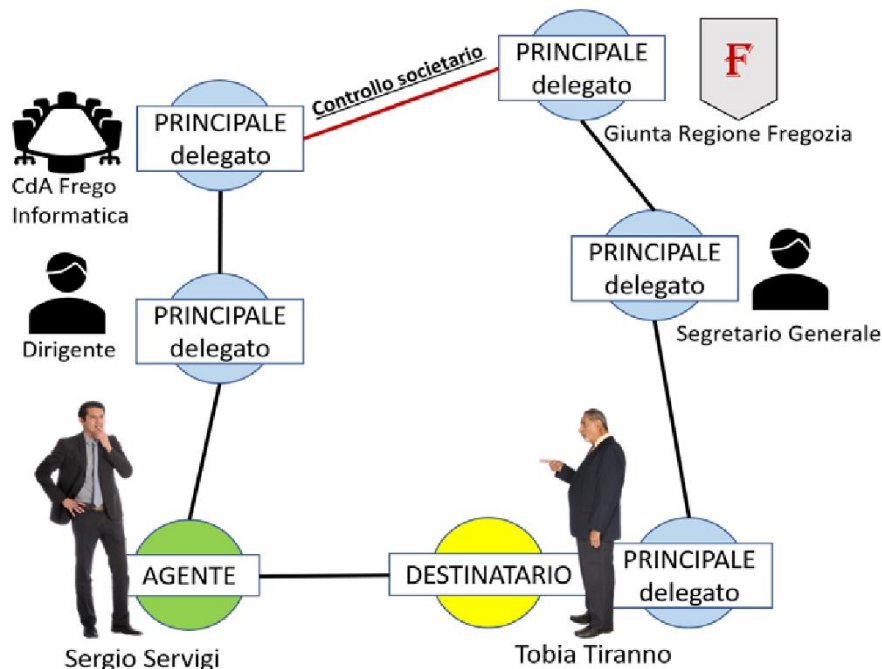 Controllo societario
PRINCIPALE
delegato
F
Giunta Regione Fregozia
PRINCIPALE
delegato
CdA Frego
Informatica
PRINCIPALE
delegato
Segretario Generale
PRINCIPALE
delegato
Dirigente
AGENTE
DESTINATARIO
PRINCIPALE
delegato
Sergio Servigi
Tobia Tiranno